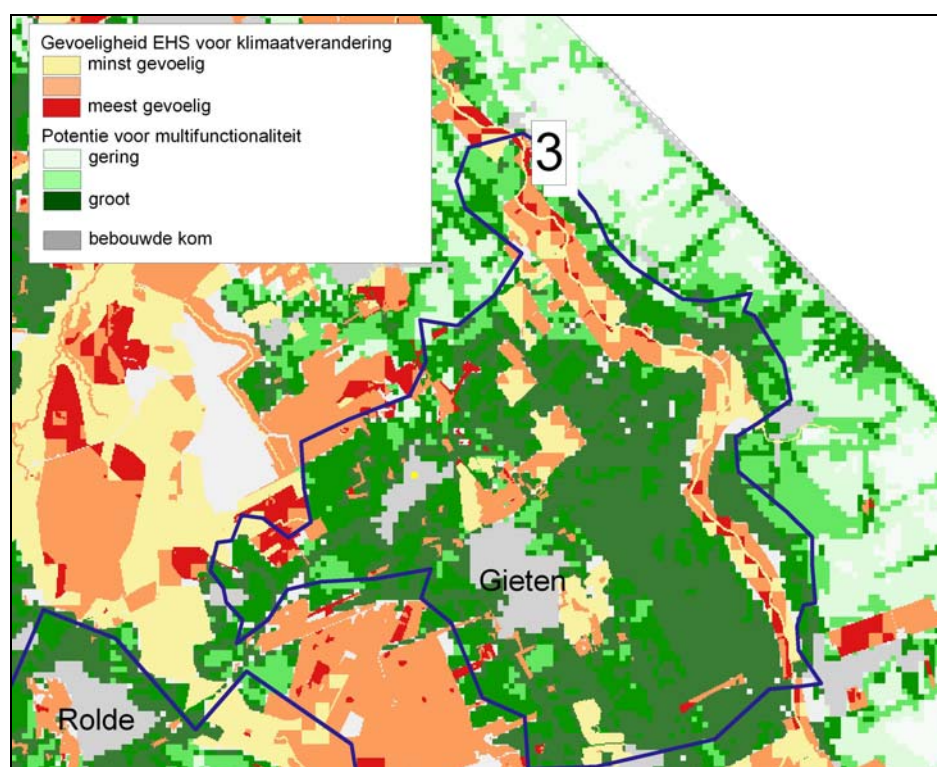 Gevoeligheid EHS voor klimaatverandering
minst gevoelig
meest gevoelig
Potentie voor multifunctionaliteit
gering
groot
bebouwde kom
3
Gieten
Rolde